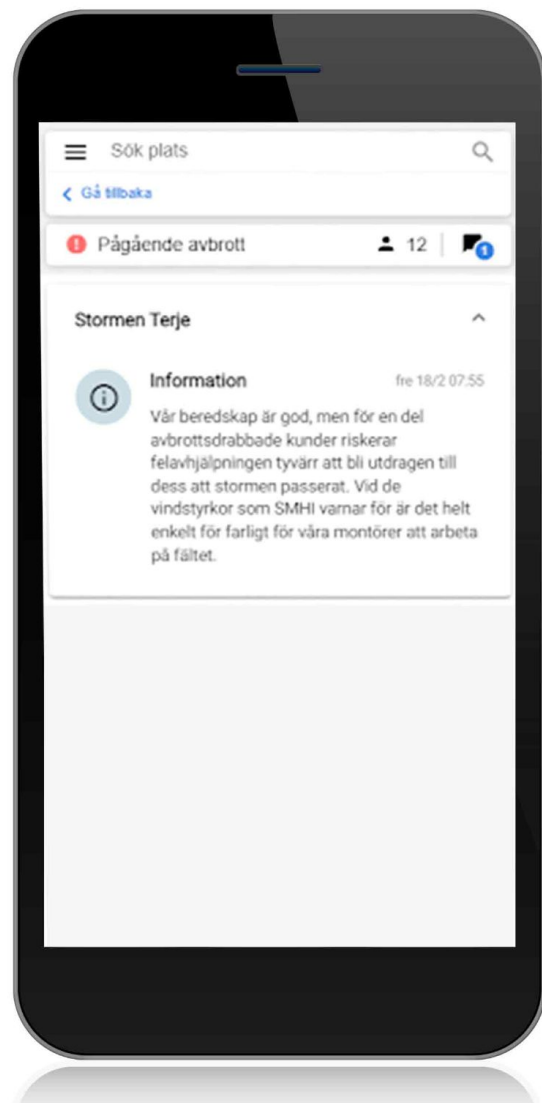 Sök plats
Gå tillbaka
Pågående avbrott 12 1
Stormen Terje
Information fre 18/2 07:55
Vår beredskap är god, men för en del
avbrottsdrabbade kunder riskerar
felavhjälpningen tyvärr att bli utdragen till
dess att stormen passerat. Vid de
vindstyrkor som SMHI varnar för är det helt
enkelt för farligt för våra montörer att arbeta
på fältet.